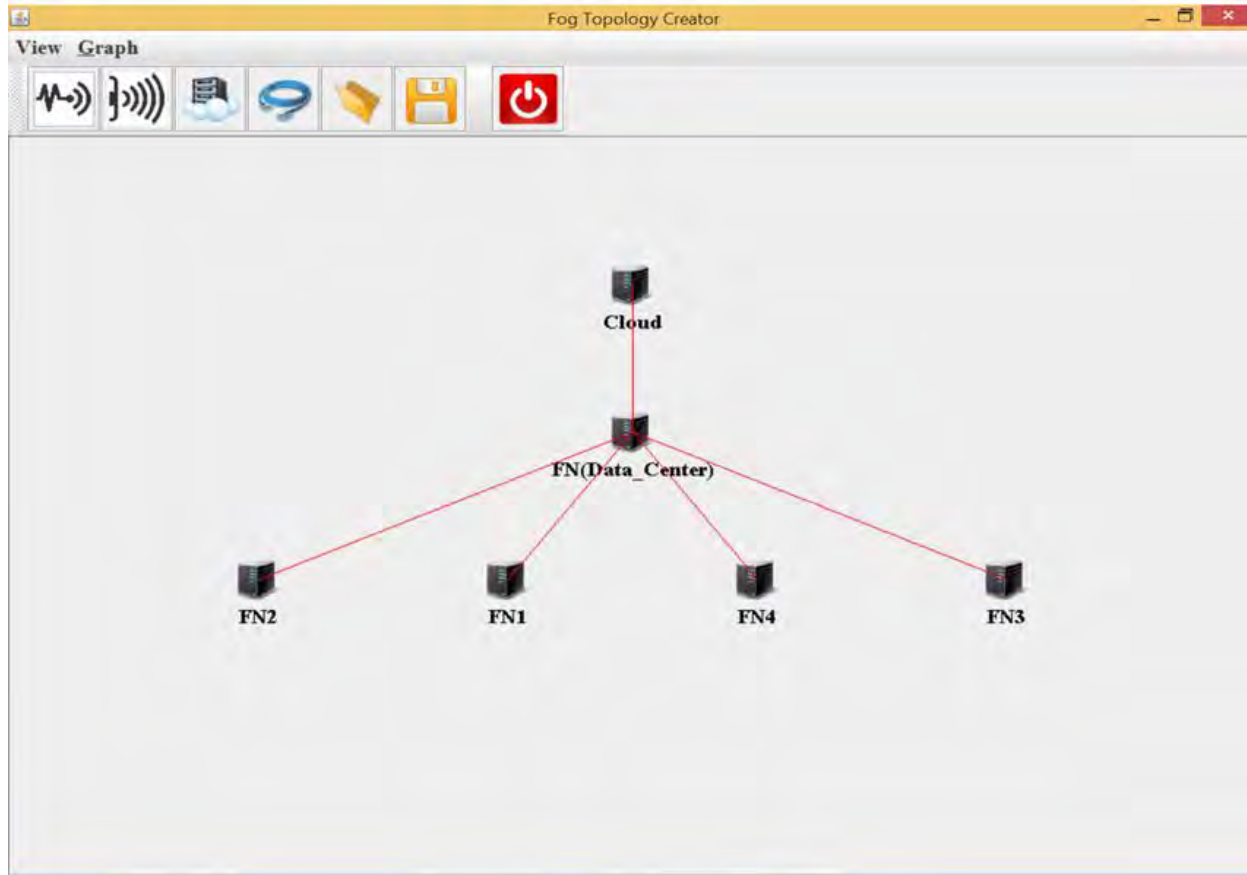 Fog Topology Creator
View Graph
Cloud
FN(Data_Center)
FN2 FN1 FN4 FN3